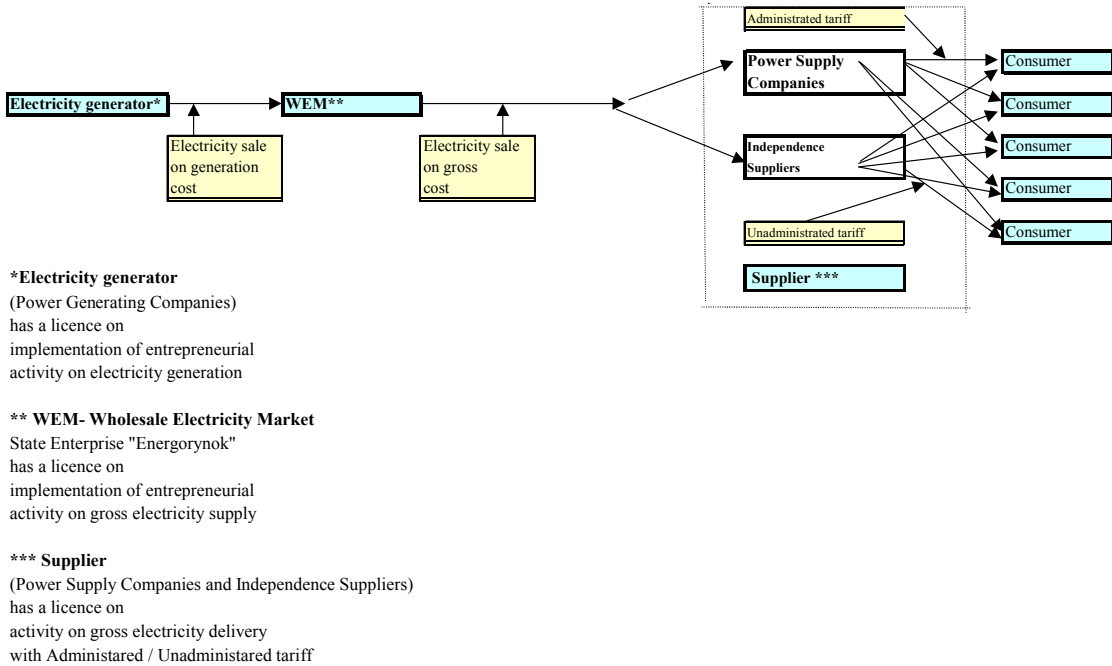 Administrated tariff
Power Supply
Companies
Consumer
Electricity generator*
WEM**
Consumer
Electricity sale
on generation
cost
Electricity sale
on gross
cost
Independence
Suppliers
Consumer
Consumer
Unadministrated tariff
Consumer
Supplier ***
*Electricity generator
(Power Generating Companies)
has a licence on
implementation of entrepreneurial
activity on electricity generation
** WEM- Wholesale Electricity Market
State Enterprise "Energorynok"
has a licence on
implementation of entrepreneurial
activity on gross electricity supply
*** Supplier
(Power Supply Companies and Independence Suppliers)
has a licence on
activity on gross electricity delivery
with Administared / Unadministared tariff